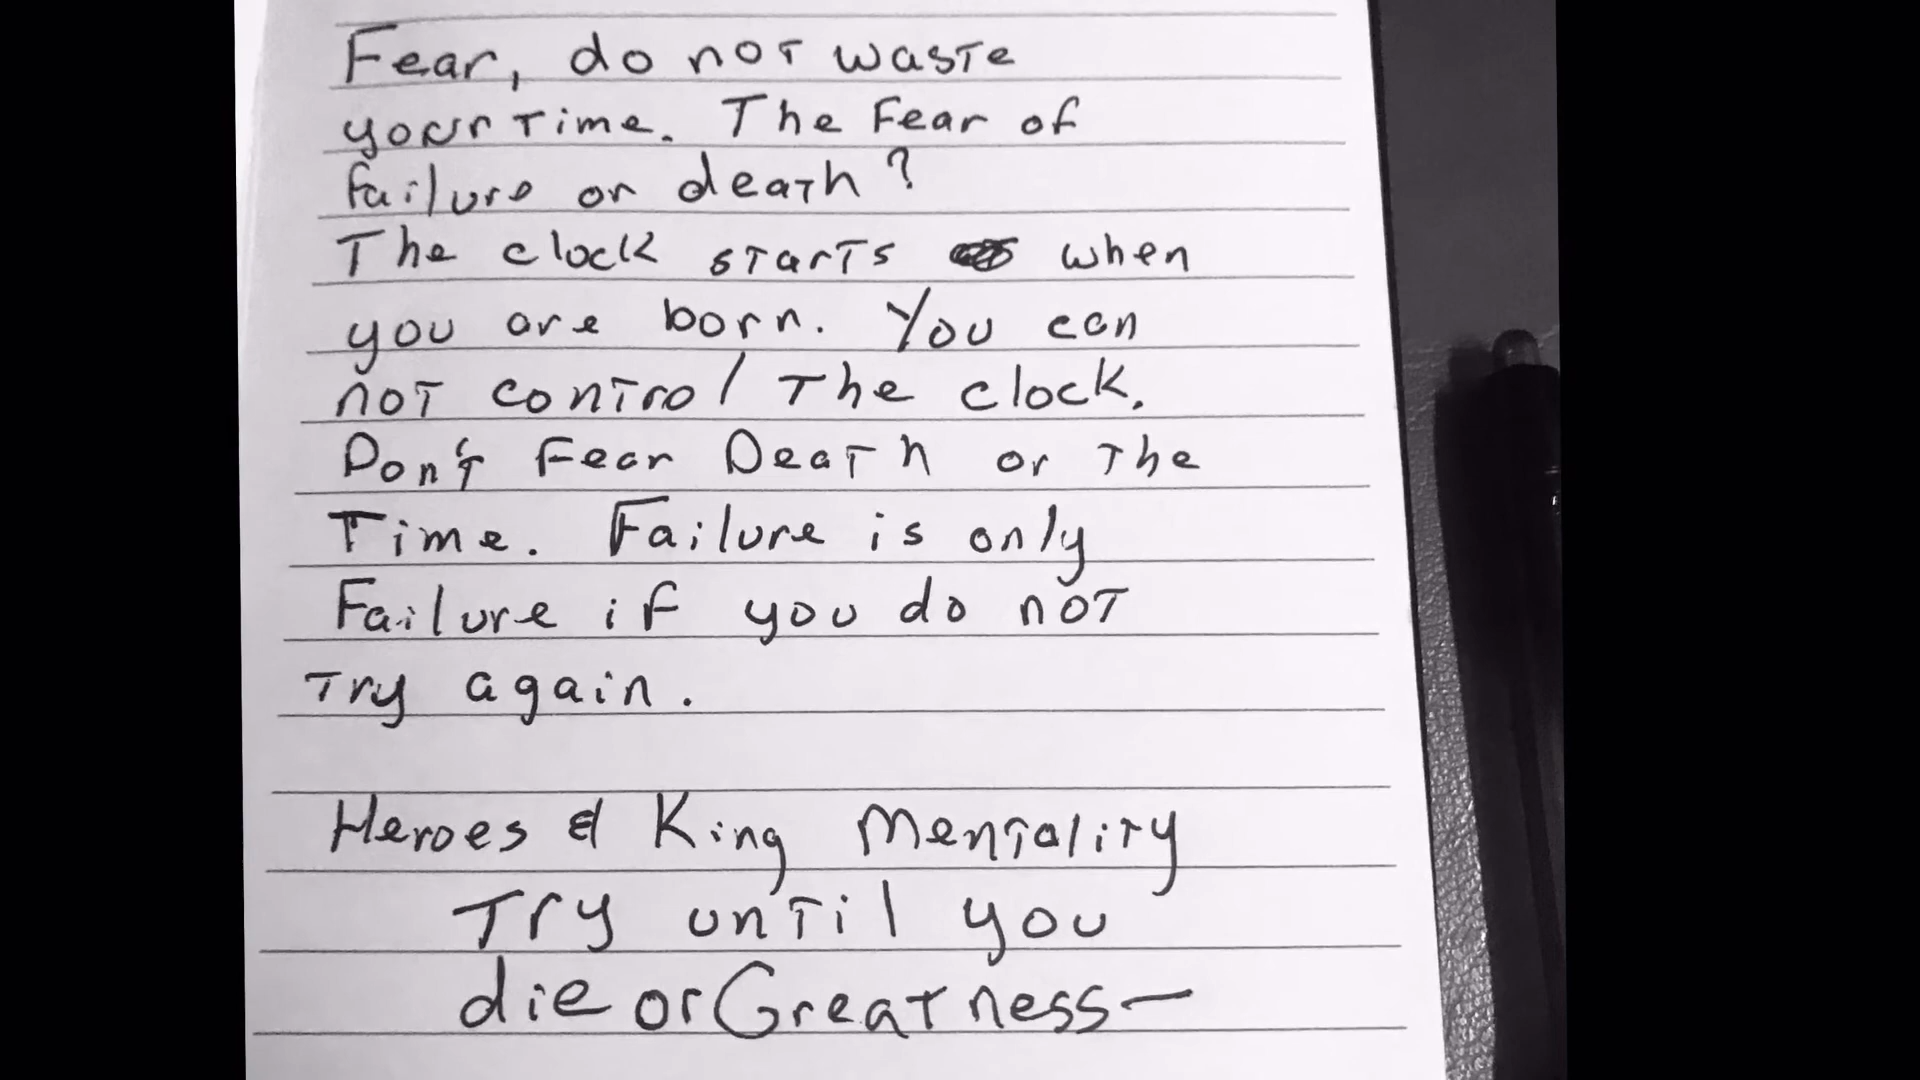 Fear, do not waste
your time. The Fear of
failure or death?
The clock starts when
you are born. You can
not control the clock.
Don't Fear Death or the
Time. Failure is only
Failure if you do not
try again.
Heroes & King Mentality
Try until you
die or Greatness—